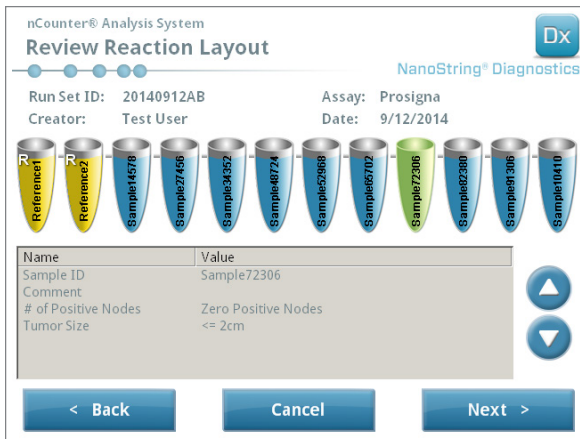 nCounter® Analysis System
Review Reaction Layout
Dx
NanoString® Diagnostics
Run Set ID: 20140912AB Assay: Prosigna
Creator: Test User Date: 9/12/2014
R R
Reference1
Reference2
Sample14578
Sample27456
Sample34352
Sample48724
Sample52968
Sample65702
Sample72306
Sample82380
Sample91306
Sample10410
Name Value
Sample ID Sample72306
Comment
# of Positive Nodes Zero Positive Nodes
Tumor Size <= 2cm
< Back Cancel Next >